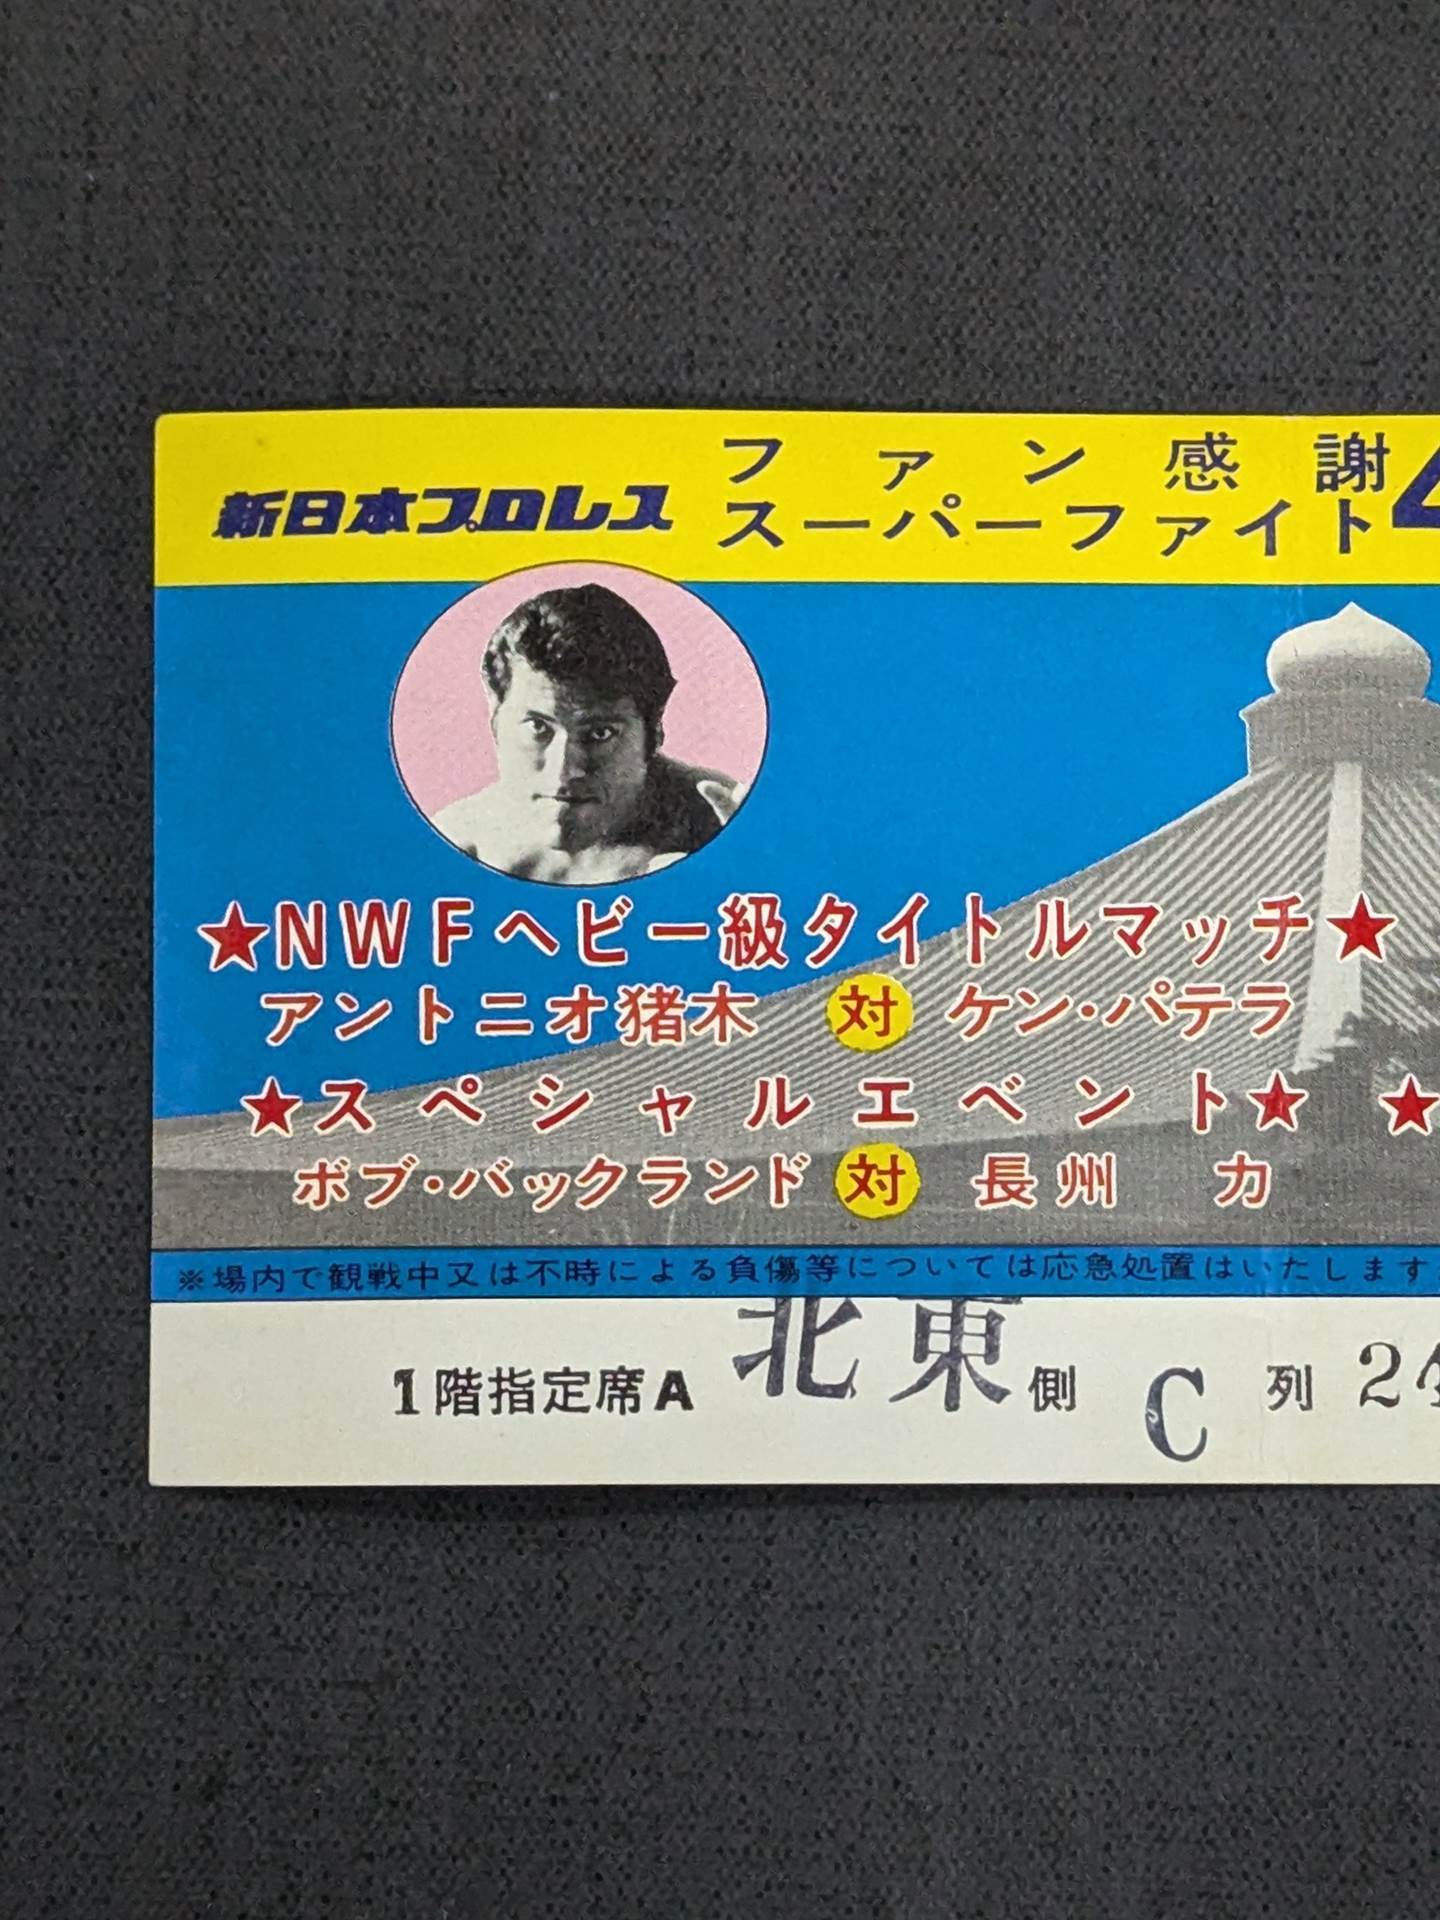 新日本プロレス
ファン感謝
スーパーファイト
★NWFヘビー級タイトルマッチ★
アントニオ猪木 対 ケン・パテラ
★スペシャルエベント★ ★
ボブ・バックランド 対 長州 力
※場内で観戦中又は不時による負傷等については応急処置はいたします
1階指定席A 北東側 C 列 24